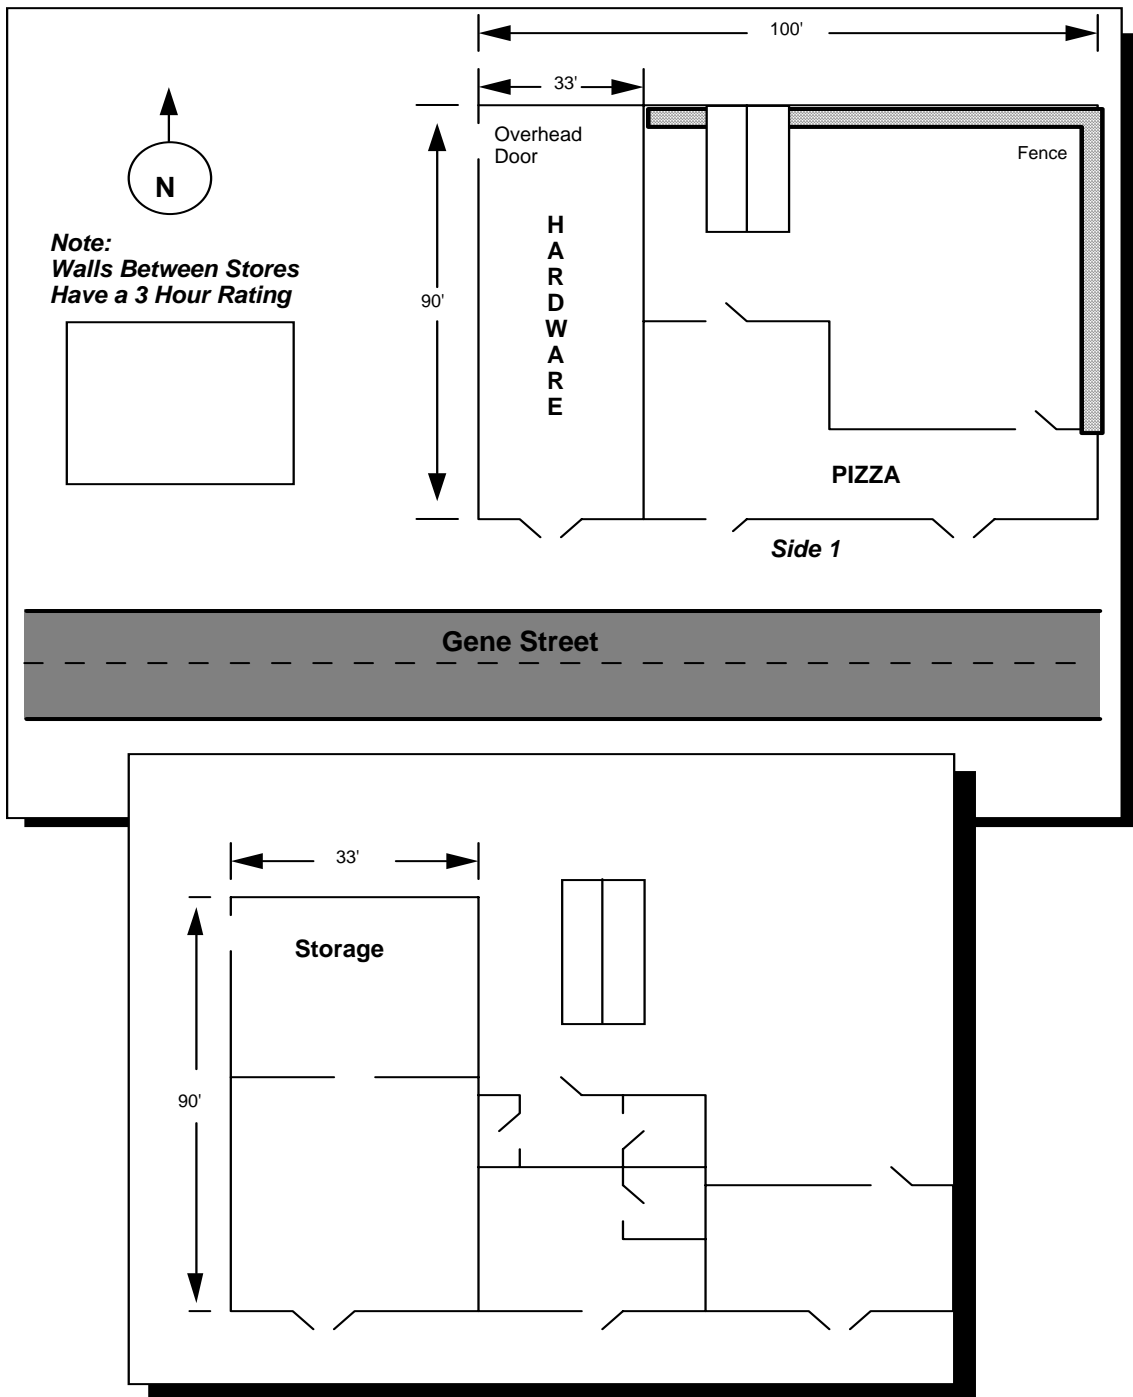 100'
33'
Overhead
Door
Fence
N
Note:
Walls Between Stores
Have a 3 Hour Rating
90'
H
A
R
D
W
A
R
E
PIZZA
Side 1
Gene Street
33'
Storage
90'